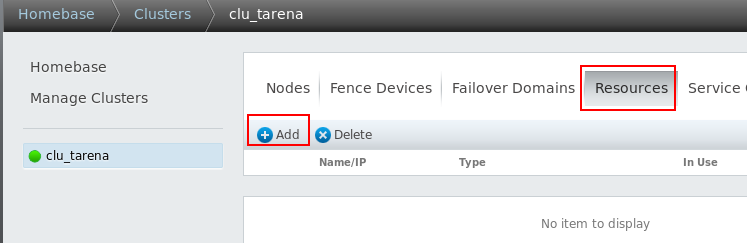 Homebase Clusters clu_tarena
Homebase
Manage Clusters
clu_tarena
Nodes Fence Devices Failover Domains Resources Service
Add Delete
Name/IP Type In Use
No item to display